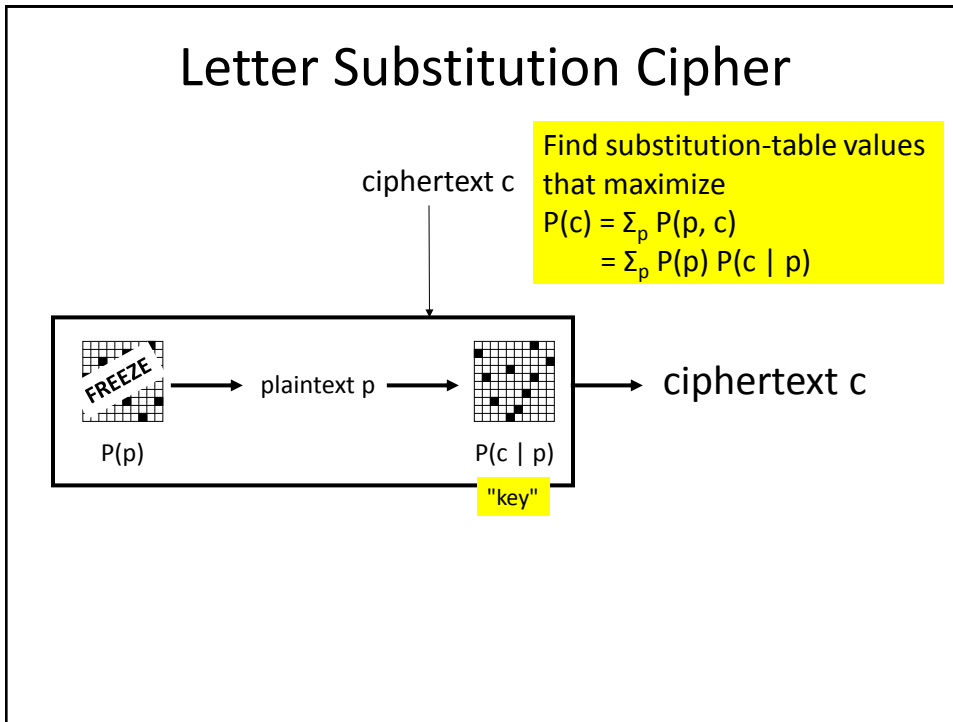 Letter Substitution Cipher
ciphertext c
Find substitution-table values
that maximize
P(c) = Σp P(p, c)
= Σp P(p) P(c | p)
FREEZE
plaintext p
ciphertext c
P(p)
P(c | p)
"key"